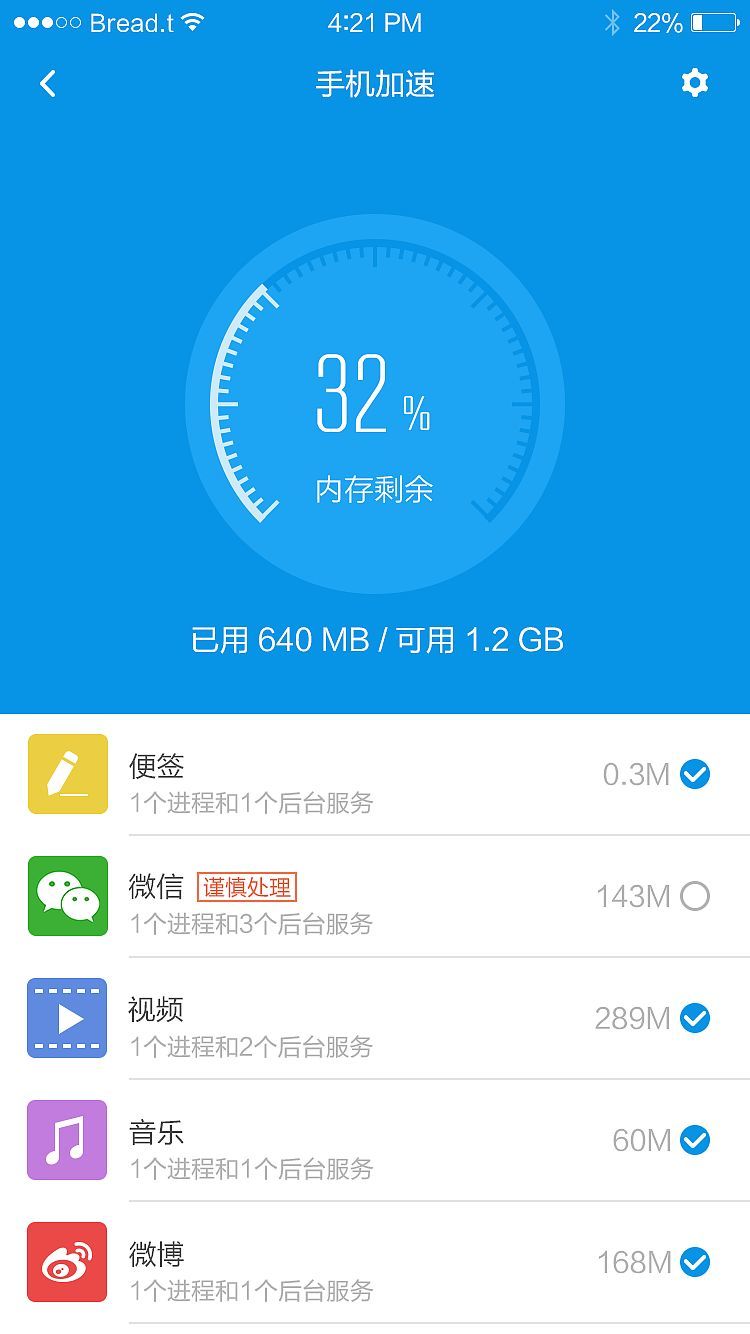 Bread.t 4:21 PM 22%
手机加速
32 %
内存剩余
已用 640 MB / 可用 1.2 GB
便签
0.3M
1个进程和1个后台服务
微信 谨慎处理
143M
1个进程和3个后台服务
视频
289M
1个进程和2个后台服务
音乐
60M
1个进程和1个后台服务
微博
168M
1个进程和1个后台服务